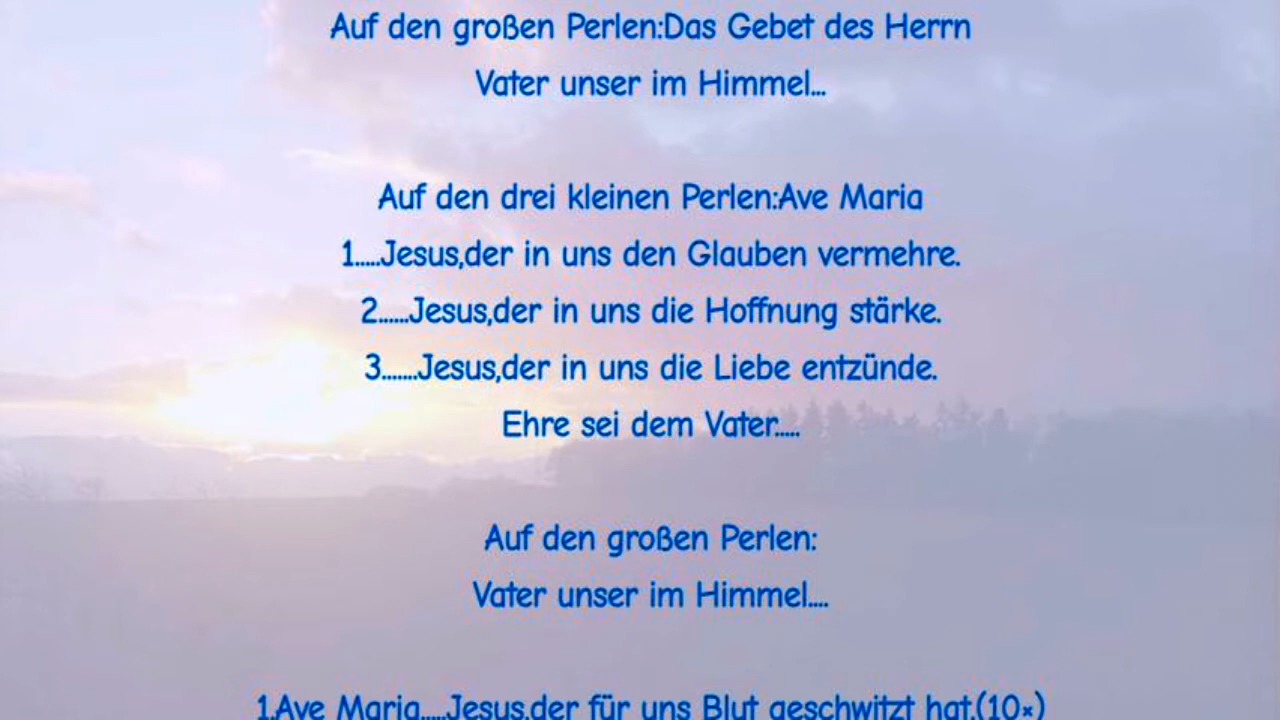 Auf den großen Perlen:Das Gebet des Herrn
Vater unser im Himmel...
Auf den drei kleinen Perlen:Ave Maria
1.....Jesus,der in uns den Glauben vermehre.
2......Jesus,der in uns die Hoffnung stärke.
3.......Jesus,der in uns die Liebe entzünde.
Ehre sei dem Vater.....
Auf den großen Perlen:
Vater unser im Himmel....
1.Ave Maria.....Jesus,der für uns Blut geschwitzt hat.(10×)